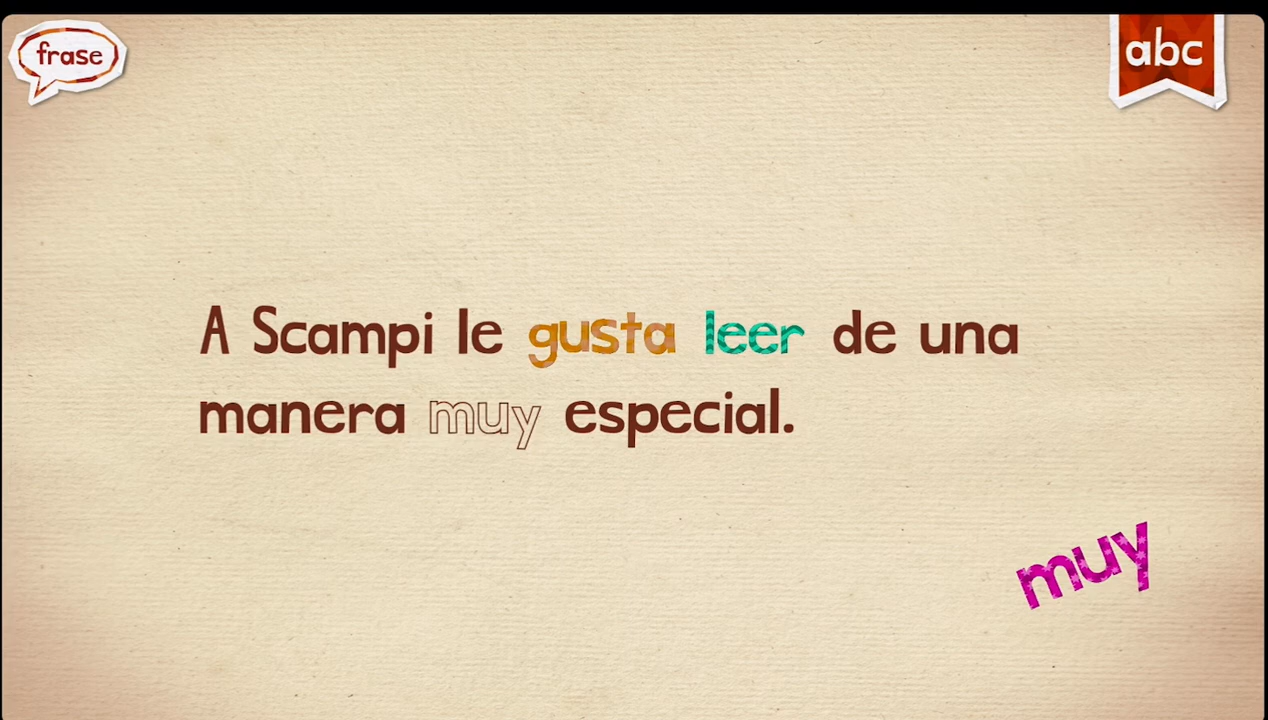 frase
abc
A Scampi le gusta leer de una
manera muy especial.
muy